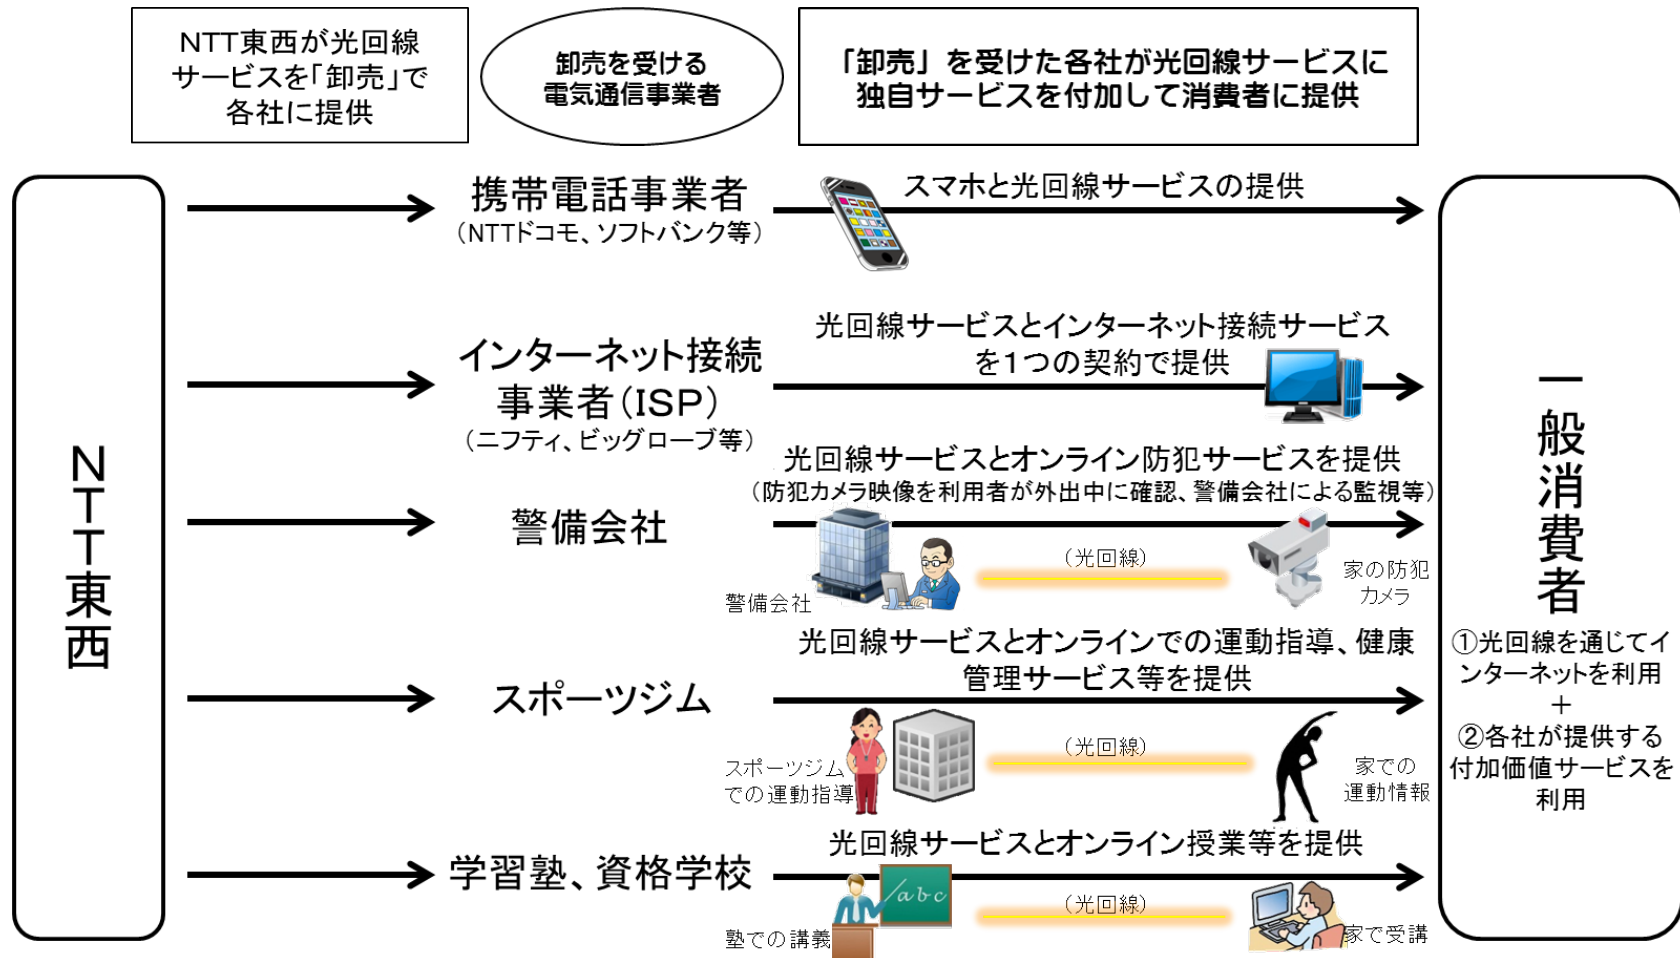 NTT東西が光回線
サービスを「卸売」で
各社に提供
卸売を受ける
電気通信事業者
「卸売」を受けた各社が光回線サービスに
独自サービスを付加して消費者に提供
NTT東西
携帯電話事業者
（NTTドコモ、ソフトバンク等）
スマホと光回線サービスの提供
インターネット接続
事業者（ISP）
（ニフティ、ビッグローブ等）
光回線サービスとインターネット接続サービス
を1つの契約で提供
警備会社
光回線サービスとオンライン防犯サービスを提供
（防犯カメラ映像を利用者が外出中に確認、警備会社による監視等）
警備会社
（光回線）
家の防犯
カメラ
スポーツジム
光回線サービスとオンラインでの運動指導、健康
管理サービス等を提供
スポーツジム
での運動指導
（光回線）
家での
運動情報
学習塾、資格学校
光回線サービスとオンライン授業等を提供
abc
塾での講義
（光回線）
家で受講
一般消費者
①光回線を通じてイ
ンターネットを利用
＋
②各社が提供する
付加価値サービスを
利用